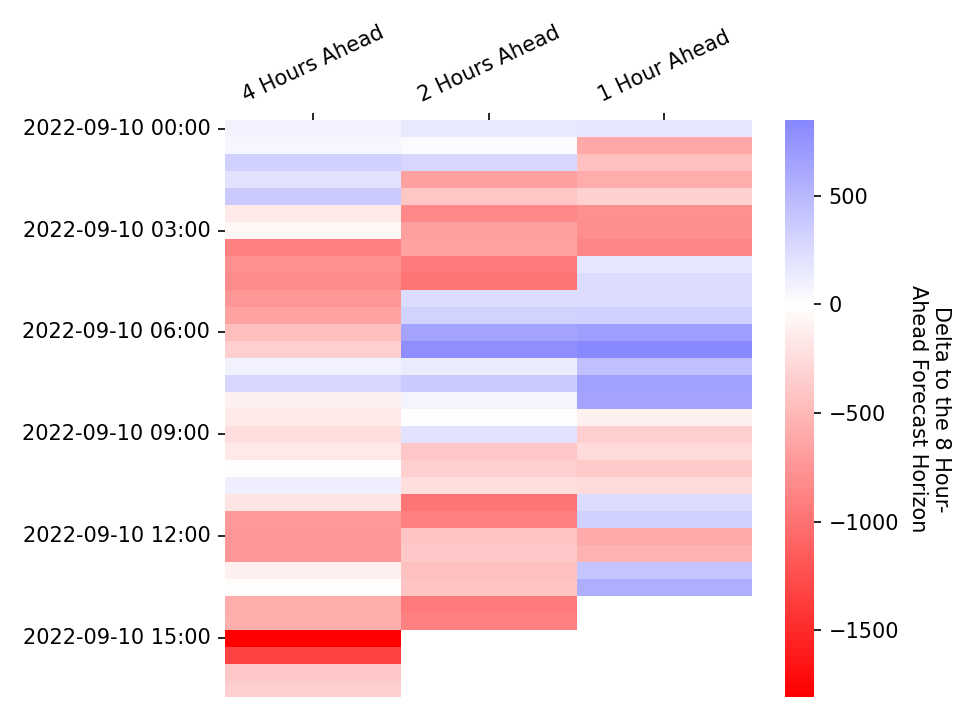 4 Hours Ahead
2 Hours Ahead
1 Hour Ahead
2022-09-10 00:00
2022-09-10 03:00
2022-09-10 06:00
2022-09-10 09:00
2022-09-10 12:00
2022-09-10 15:00
500
0
−500
−1000
−1500
Delta to the 8 Hour-
Ahead Forecast Horizon